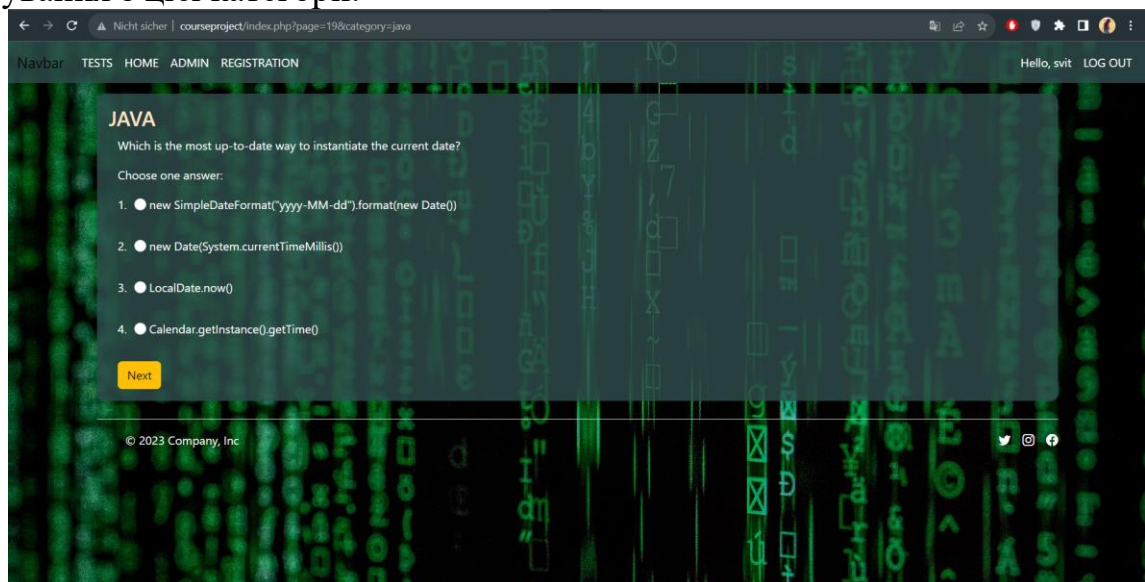 Nicht sicher | courseproject/index.php?page=19&category=java
Navbar TESTS HOME ADMIN REGISTRATION Hello, svit LOG OUT
JAVA
Which is the most up-to-date way to instantiate the current date?
Choose one answer:
1. new SimpleDateFormat("yyyy-MM-dd").format(new Date())
2. new Date(System.currentTimeMillis())
3. LocalDate.now()
4. Calendar.getInstance().getTime()
Next
© 2023 Company, Inc